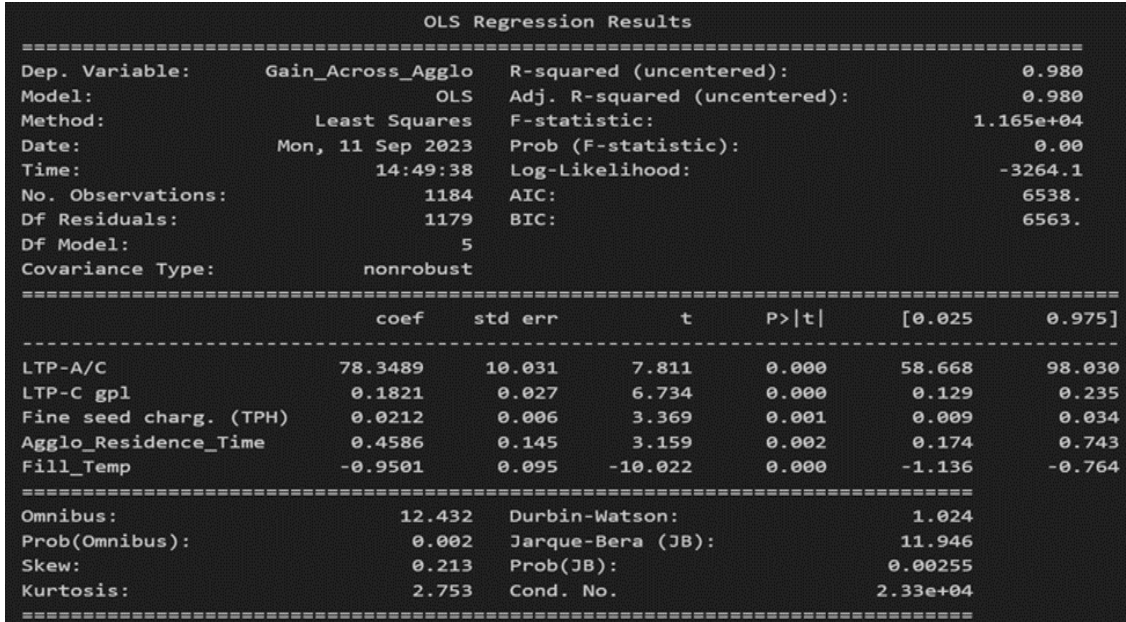 OLS Regression Results
==============================================================================
Dep. Variable: Gain_Across_Agglo R-squared (uncentered): 0.980
Model: OLS Adj. R-squared (uncentered): 0.980
Method: Least Squares F-statistic: 1.165e+04
Date: Mon, 11 Sep 2023 Prob (F-statistic): 0.00
Time: 14:49:38 Log-Likelihood: -3264.1
No. Observations: 1184 AIC: 6538.
Df Residuals: 1179 BIC: 6563.
Df Model: 5
Covariance Type: nonrobust
==============================================================================
coef std err t P>|t| [0.025 0.975]
------------------------------------------------------------------------------
LTP-A/C 78.3489 10.031 7.811 0.000 58.668 98.030
LTP-C gpl 0.1821 0.027 6.734 0.000 0.129 0.235
Fine seed charg. (TPH) 0.0212 0.006 3.369 0.001 0.009 0.034
Agglo_Residence_Time 0.4586 0.145 3.159 0.002 0.174 0.743
Fill_Temp -0.9501 0.095 -10.022 0.000 -1.136 -0.764
==============================================================================
Omnibus: 12.432 Durbin-Watson: 1.024
Prob(Omnibus): 0.002 Jarque-Bera (JB): 11.946
Skew: 0.213 Prob(JB): 0.00255
Kurtosis: 2.753 Cond. No. 2.33e+04
==============================================================================